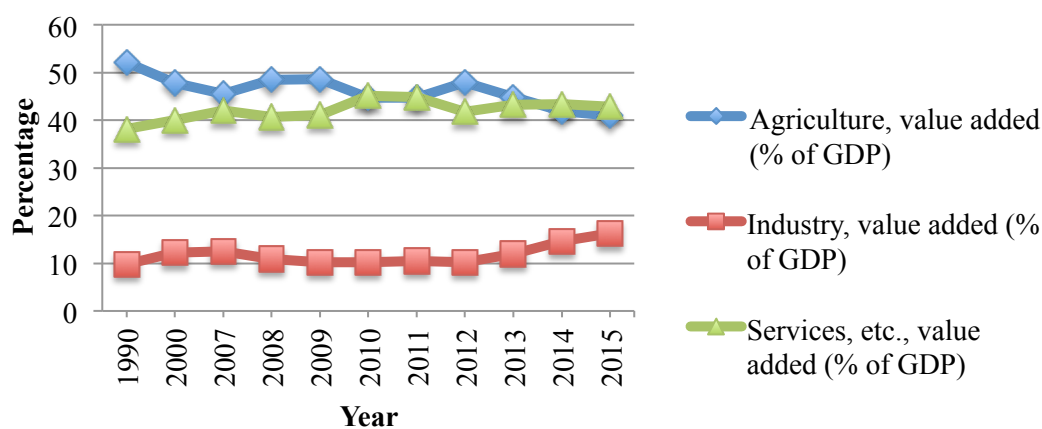 60
50
40
30
20
10
0
Percentage
1990
2000
2007
2008
2009
2010
2011
2012
2013
2014
2015
Year
Agriculture, value added
(% of GDP)
Industry, value added (%
of GDP)
Services, etc., value
added (% of GDP)